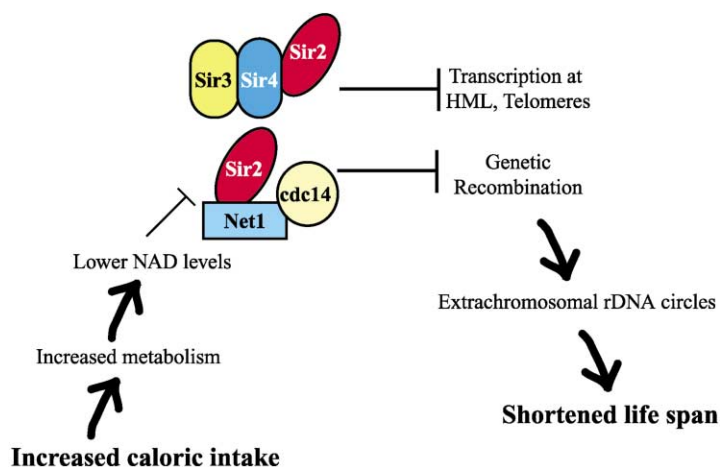 Sir3
Sir4
Sir2
Transcription at
HML, Telomeres
Sir2
cdc14
Net1
Genetic
Recombination
Lower NAD levels
Extrachromosomal rDNA circles
Increased metabolism
Shortened life span
Increased caloric intake